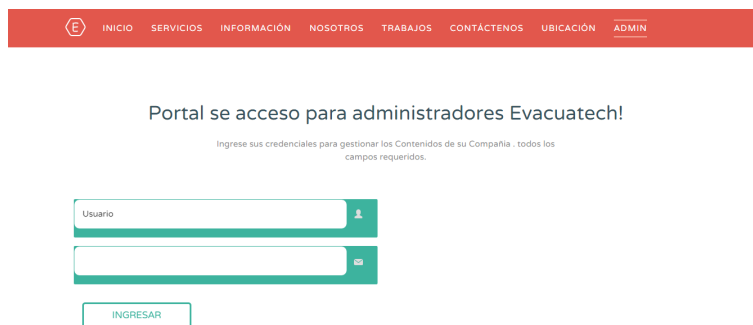 E INICIO SERVICIOS INFORMACIÓN NOSOTROS TRABAJOS CONTÁCTENOS UBICACIÓN ADMIN
Portal se acceso para administradores Evacuatech!
Ingrese sus credenciales para gestionar los Contenidos de su Compañia . todos los
campos requeridos.
Usuario
INGRESAR